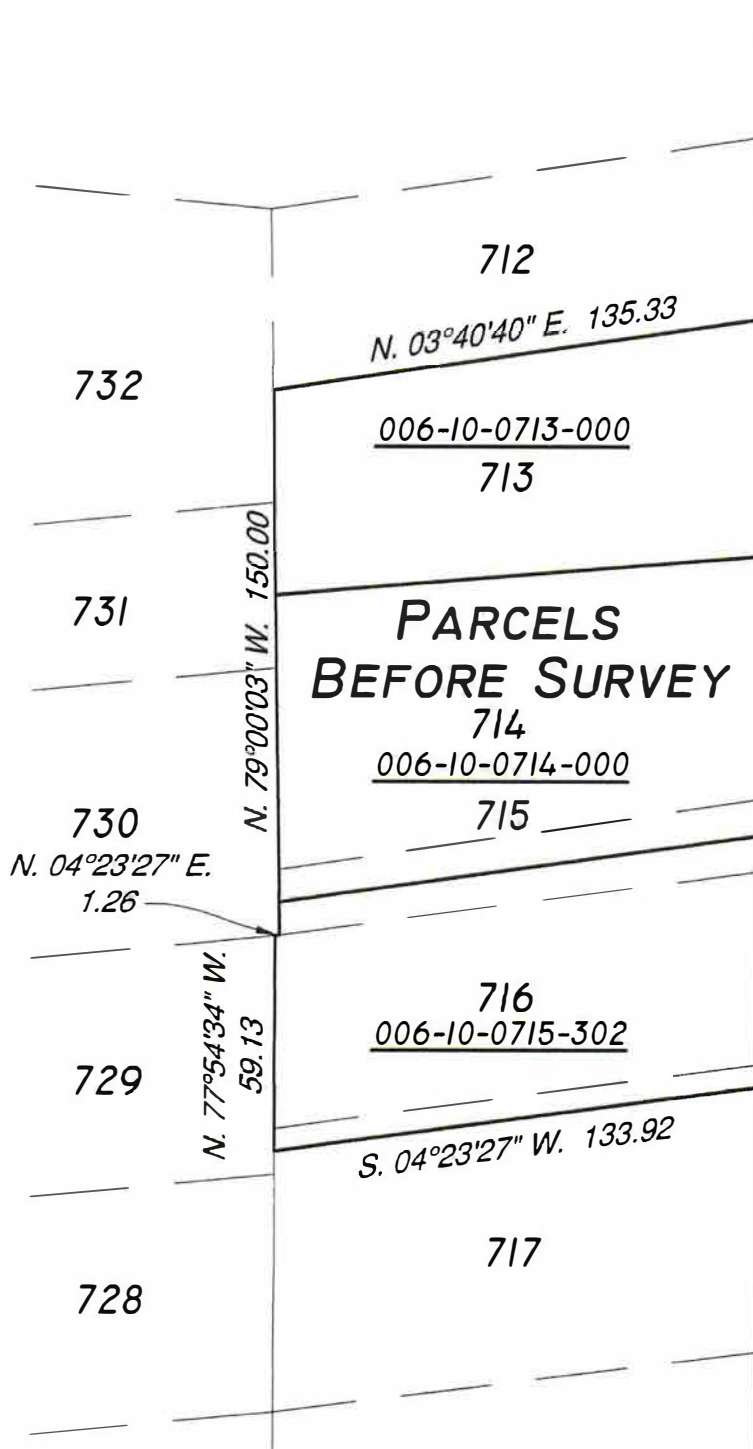 712
N. 03°40'40" E. 135.33
732
006-10-0713-000
713
N. 79°00'03" W. 150.00
731
PARCELS
BEFORE SURVEY
714
006-10-0714-000
715
730
N. 04°23'27" E.
1.26
716
006-10-0715-302
N. 77°54'34" W.
59.13
729
S. 04°23'27" W. 133.92
717
728